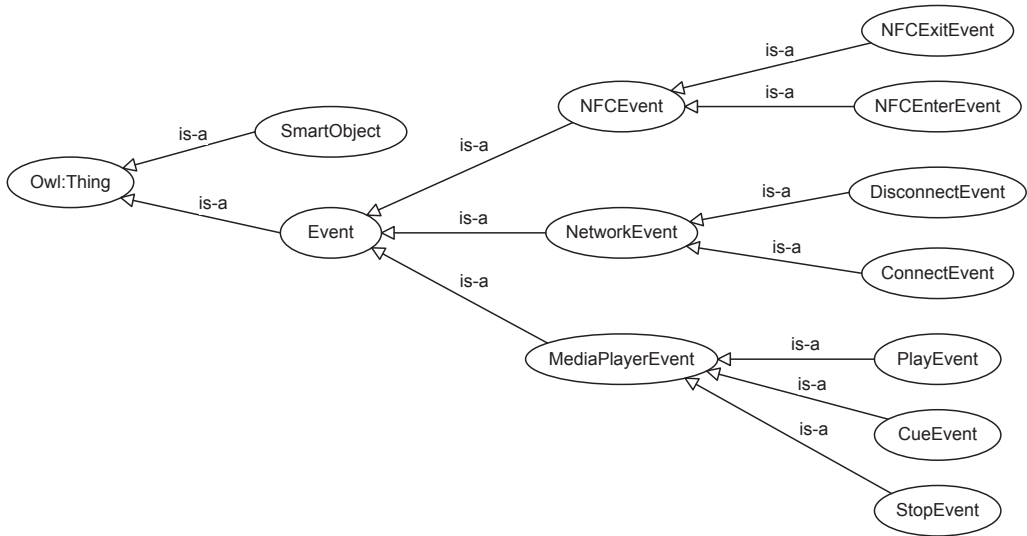 NFCExitEvent
is-a
NFCEvent
is-a
NFCEnterEvent
SmartObject
is-a
is-a
Owl:Thing
is-a
is-a
DisconnectEvent
Event
is-a
NetworkEvent
is-a
ConnectEvent
is-a
MediaPlayerEvent
is-a
PlayEvent
is-a
is-a
CueEvent
StopEvent